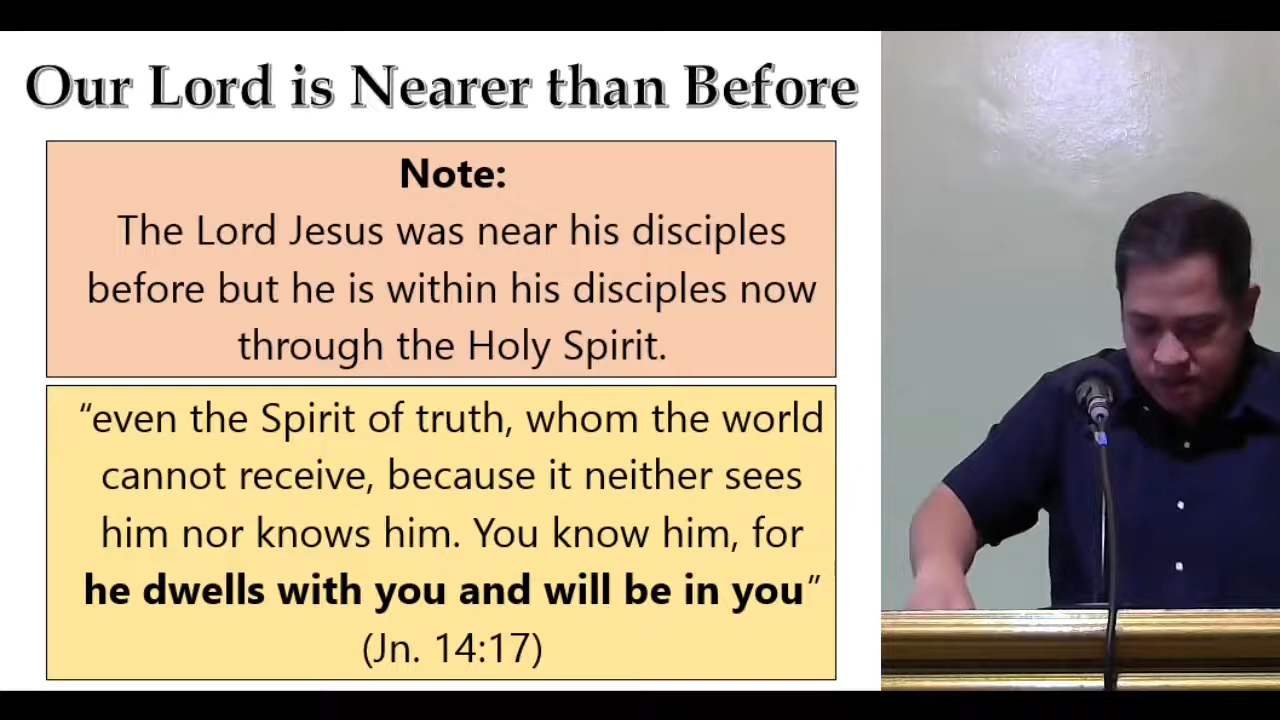 Our Lord is Nearer than Before
Note:
The Lord Jesus was near his disciples
before but he is within his disciples now
through the Holy Spirit.
“even the Spirit of truth, whom the world
cannot receive, because it neither sees
him nor knows him. You know him, for
he dwells with you and will be in you”
(Jn. 14:17)